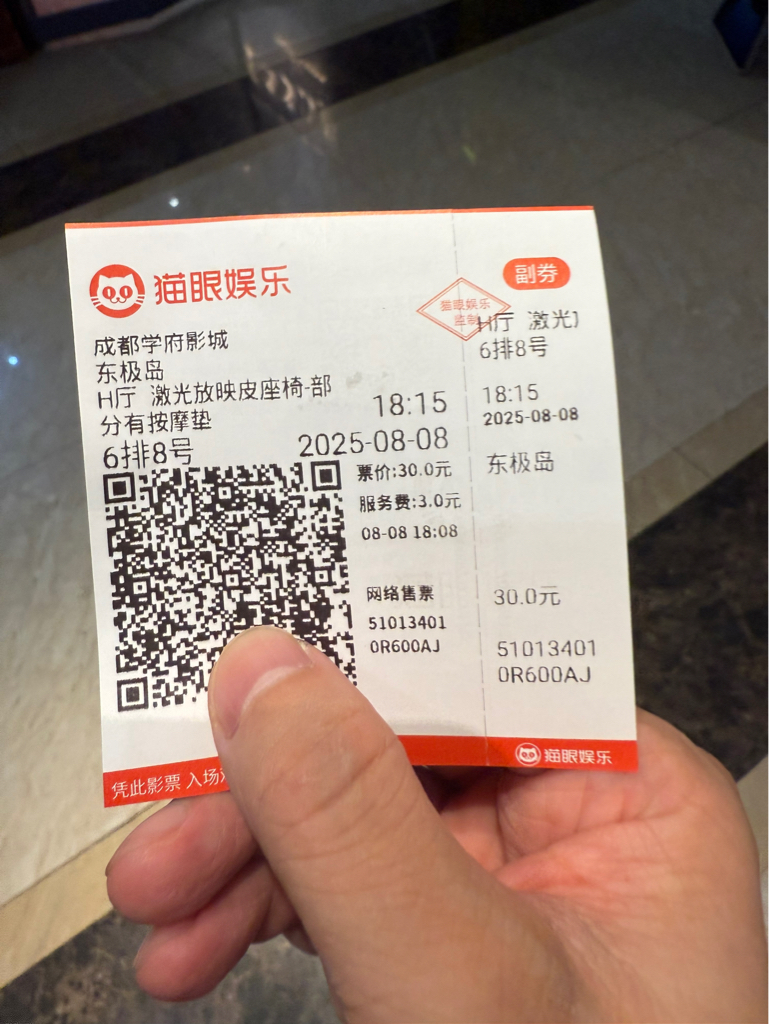 猫眼娱乐
成都学府影城
东极岛
H厅 激光放映皮座椅-部
分有按摩垫
6排8号
18:15
2025-08-08
票价:30.0元
服务费:3.0元
08-08 18:08
网络售票
51013401
0R600AJ
凭此影票 入场
猫眼娱乐
监制
副券
H厅 激光
6排8号
18:15
2025-08-08
东极岛
30.0元
51013401
0R600AJ
猫眼娱乐